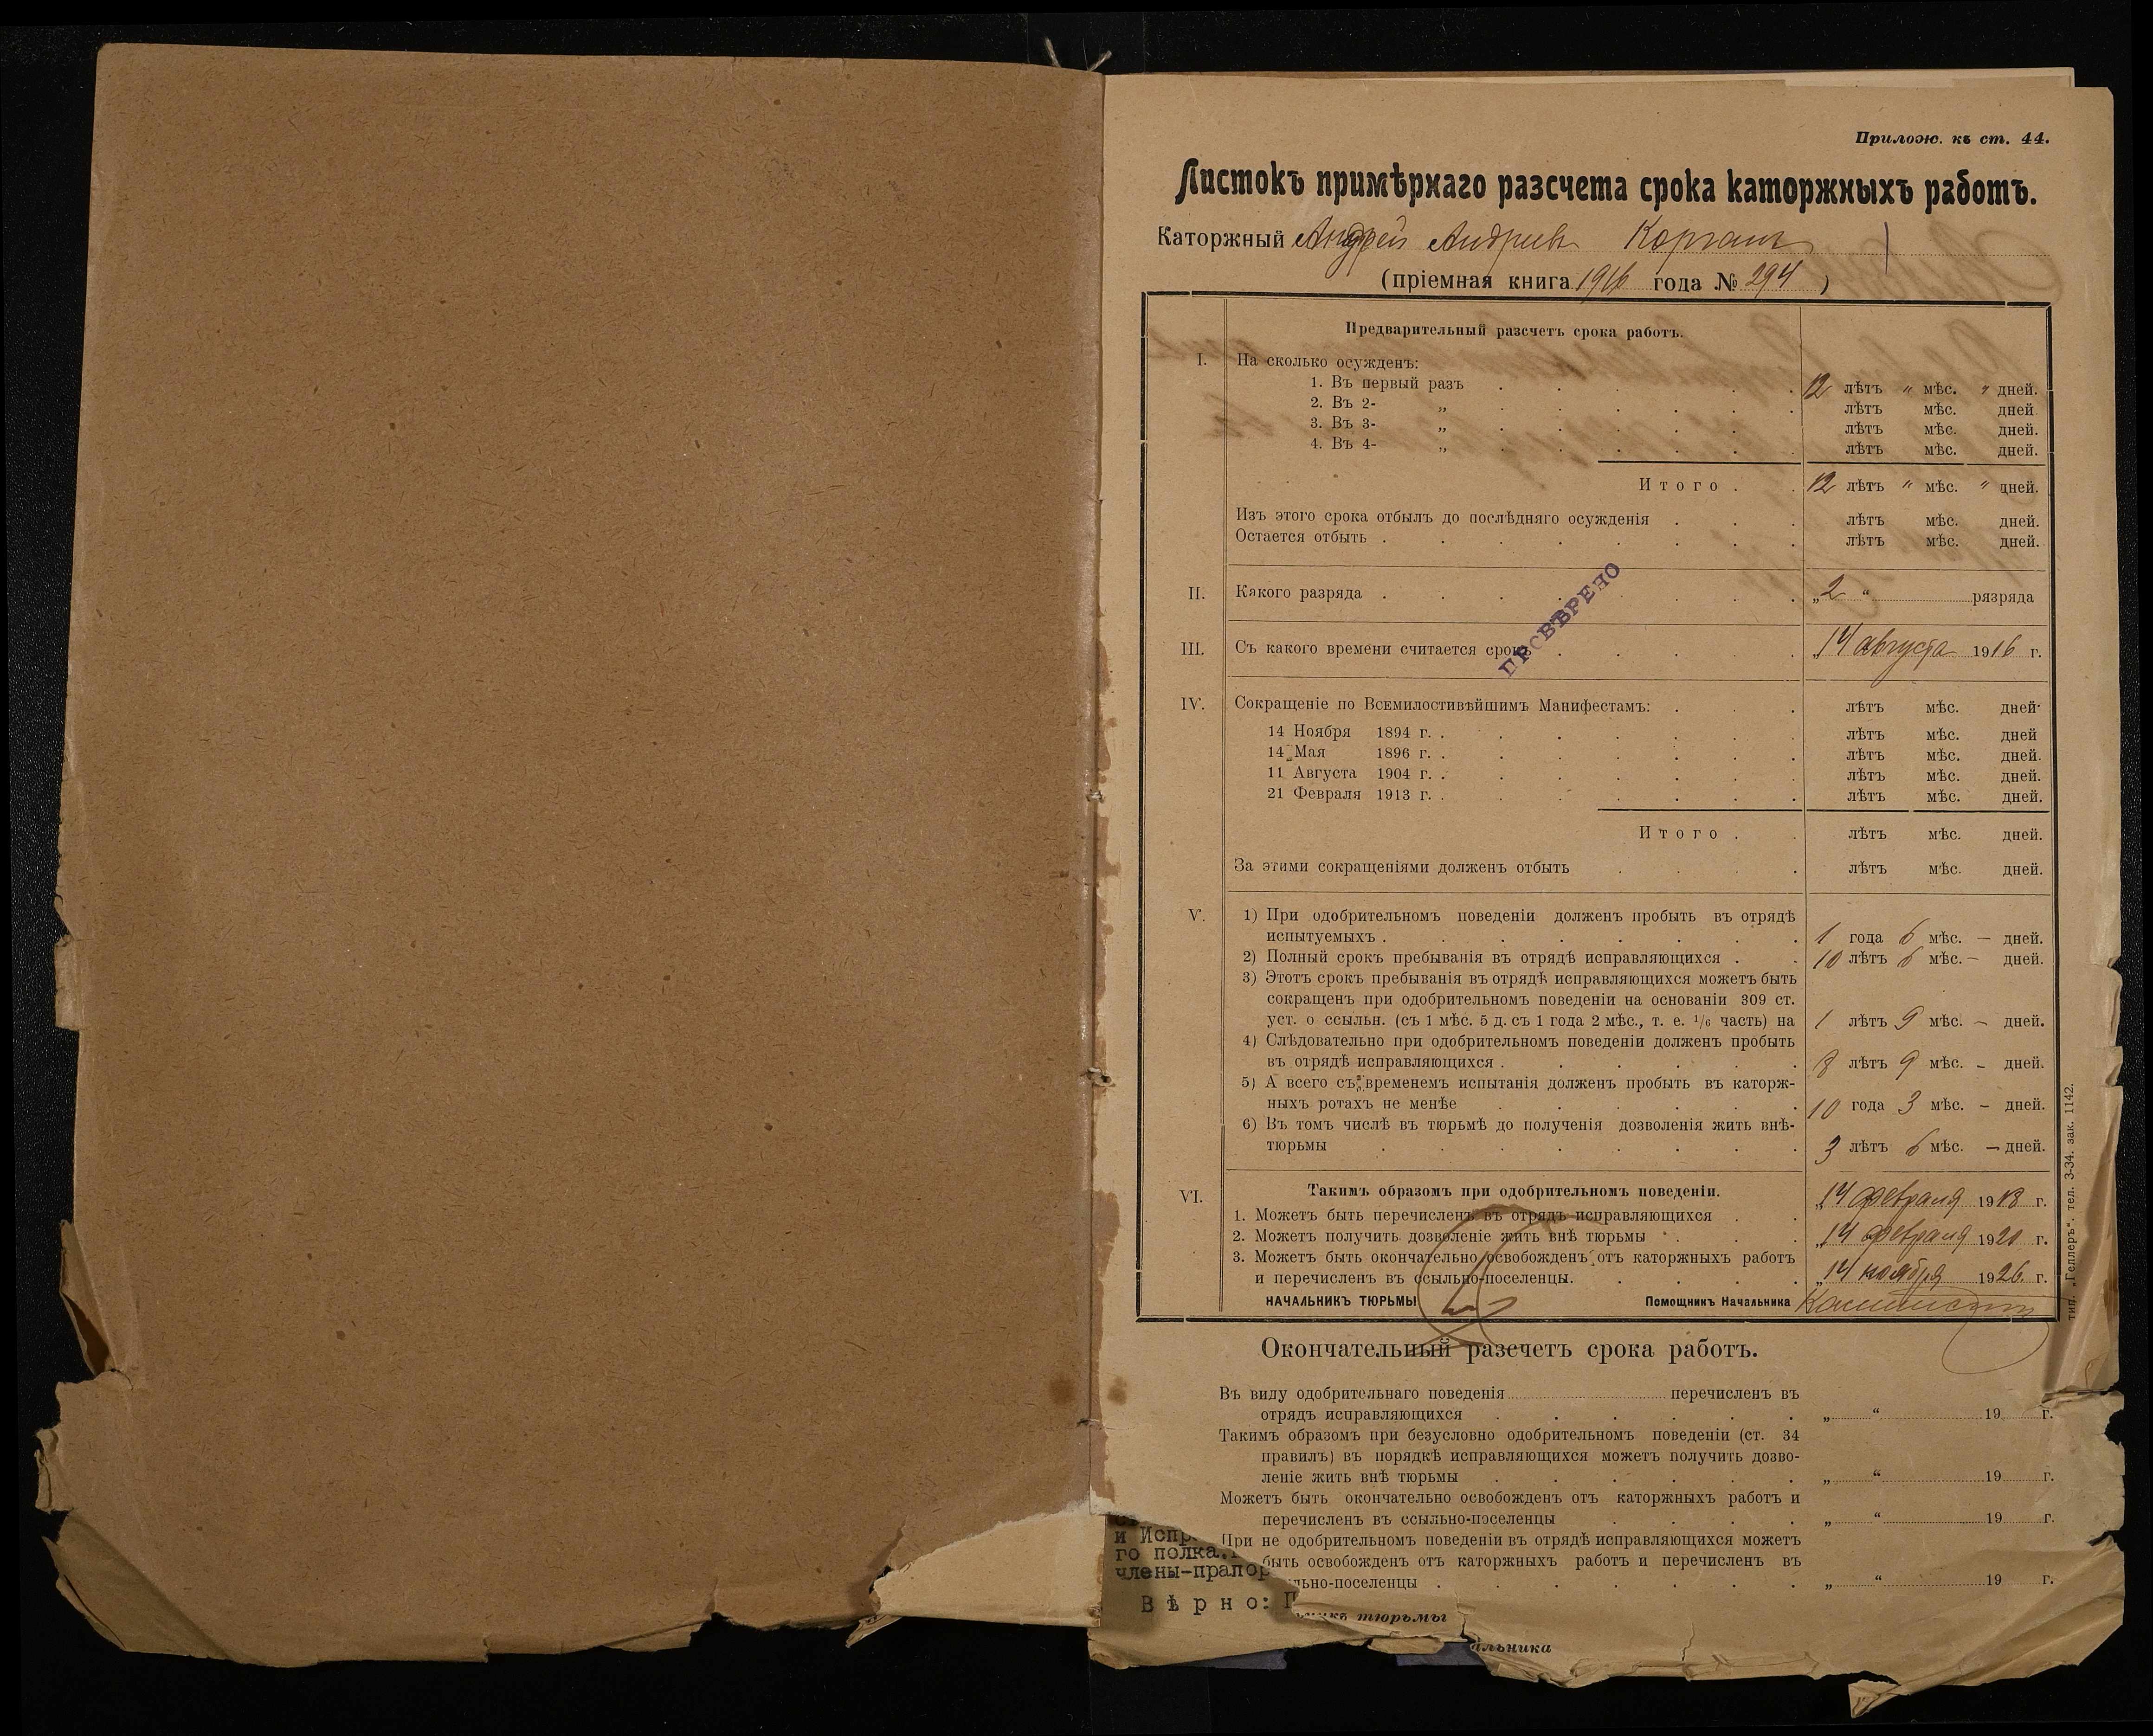 Прилож. къ ст. 44.
Листокъ примѣрнаго разсчета срока каторжныхъ работъ.
Каторжный Андрей Андреевъ
(пріемная книга 1916 года № 294)
Предварительный разсчетъ срока работъ.
I. На сколько осужденъ:
1. Въ первый разъ 12 лѣтъ „ мѣс. „ дней.
2. Въ 2- „ лѣтъ мѣс. дней
3. Въ 3- „ лѣтъ мѣс. дней.
4. Въ 4- „ лѣтъ мѣс. дней.
Итого 12 лѣтъ „ мѣс. „ дней.
Изъ этого срока отбылъ до послѣдняго осужденія лѣтъ мѣс. дней.
Остается отбыть лѣтъ мѣс. дней.
II. Какого разряда „ 2 “ рязряда
ПРОВѢРЕНО
III. Съ какого времени считается срокъ „14 августа 1916 г.
IV. Сокращеніе по Всемилостивѣйшимъ Манифестамъ: лѣтъ мѣс. дней
14 Ноября 1894 г. лѣтъ мѣс. дней
14 Мая 1896 г. лѣтъ мѣс. дней.
11 Августа 1904 г. лѣтъ мѣс. дней.
21 Февраля 1913 г. лѣтъ мѣс. дней.
Итого лѣтъ мѣс. дней.
За этими сокращеніями долженъ отбыть лѣтъ мѣс. дней.
V. 1) При одобрительномъ поведеніи долженъ пробыть въ отрядѣ
испытуемыхъ 1 года 6 мѣс. — дней.
2) Полный срокъ пребыванія въ отрядѣ исправляющихся 10 лѣтъ 6 мѣс. — дней.
3) Этотъ срокъ пребыванія въ отрядѣ исправляющихся можетъ быть
сокращенъ при одобрительномъ поведеніи на основаніи 309 ст.
уст. о ссыльн. (съ 1 мѣс. 5 д. съ 1 года 2 мѣс., т. е. 1/6 часть) на 1 лѣтъ 9 мѣс. — дней.
4) Слѣдовательно при одобрительномъ поведеніи долженъ пробыть
въ отрядѣ исправляющихся 8 лѣтъ 9 мѣс. — дней.
5) А всего съ временемъ испытанія долженъ пробыть въ каторж-
ныхъ ротахъ не менѣе 10 года 3 мѣс. — дней.
6) Въ томъ числѣ въ тюрьмѣ до полученія дозволенія жить внѣ-
тюрьмы 3 лѣтъ 6 мѣс. — дней.
VI. Такимъ образомъ при одобрительномъ поведеніи.
1. Можетъ быть перечисленъ въ отрядъ исправляющихся „14 февраля 1918 г.
2. Можетъ получить дозволеніе жить внѣ тюрьмы „14 февраля 1920 г.
3. Можетъ быть окончательно освобожденъ отъ каторжныхъ работъ
и перечисленъ въ ссыльно-поселенцы. „14 ноября 1926 г.
НАЧАЛЬНИКЪ ТЮРЬМЫ Помощникъ Начальника
тип. „Геллеръ“. тел. 3-34. зак. 1142.
Окончательный разсчетъ срока работъ.
Въ виду одобрительнаго поведенія перечисленъ въ
отрядъ исправляющихся „ “ 19 г.
Такимъ образомъ при безусловно одобрительномъ поведеніи (ст. 34
правилъ) въ порядкѣ исправляющихся можетъ получить дозво-
леніе жить внѣ тюрьмы „ “ 19 г.
Можетъ быть окончательно освобожденъ отъ каторжныхъ работъ и
перечисленъ въ ссыльно-поселенцы „ “ 19 г.
При не одобрительномъ поведеніи въ отрядѣ исправляющихся можетъ
быть освобожденъ отъ каторжныхъ работъ и перечисленъ въ
льно-поселенцы „ “ 19 г.
и Испр
го полка.
члены-прапор
Вѣрно: П
икъ тюрьмы
альника